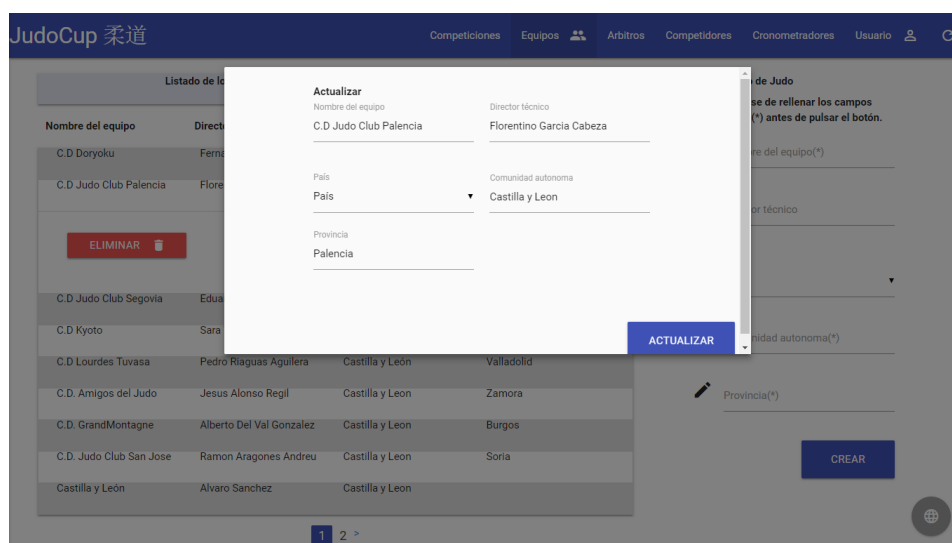 JudoCup 柔道
Competiciones Equipos Arbitros Competidores Cronometradores Usuario
Listado de lo
de Judo
se de rellenar los campos
(*) antes de pulsar el botón.
Nombre del equipo
C.D Doryoku
C.D Judo Club Palencia
ELIMINAR
Actualizar
Nombre del equipo Director técnico
C.D Judo Club Palencia Florentino Garcia Cabeza
País Comunidad autonoma
País Castilla y Leon
Provincia
Palencia
ACTUALIZAR
re del equipo(*)
or técnico
nidad autonoma(*)
Provincia(*)
CREAR
C.D Judo Club Segovia Edua
C.D Kyoto Sara
C.D Lourdes Tuvasa Pedro Riaguas Aguilera Castilla y León Valladolid
C.D. Amigos del Judo Jesus Alonso Regil Castilla y Leon Zamora
C.D. GrandMontagne Alberto Del Val Gonzalez Castilla y Leon Burgos
C.D. Judo Club San Jose Ramon Aragones Andreu Castilla y Leon Soria
Castilla y León Alvaro Sanchez Castilla y Leon
1 2 >